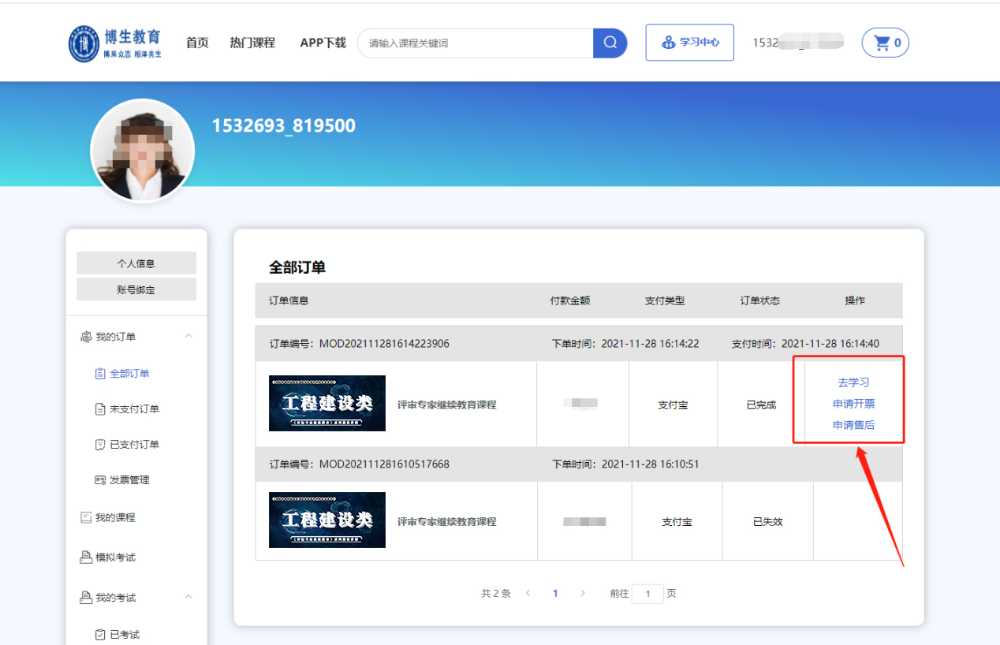 博生教育
博采众志 相泽共生
首页
热门课程
APP下载
请输入课程关键词
学习中心
1532
0
1532693_819500
个人信息
账号绑定
我的订单
全部订单
未支付订单
已支付订单
发票管理
我的课程
模拟考试
我的考试
已考试
全部订单
订单信息 付款金额 支付类型 订单状态 操作
订单编号：MOD202111281614223906 下单时间：2021-11-28 16:14:22 支付时间：2021-11-28 16:14:40
工程建设类
评审专家继续教育课程 支付宝 已完成
去学习
申请开票
申请售后
订单编号：MOD202111281610517668 下单时间：2021-11-28 16:10:51
工程建设类
评审专家继续教育课程 支付宝 已失效
共 2 条 < 1 > 前往 1 页